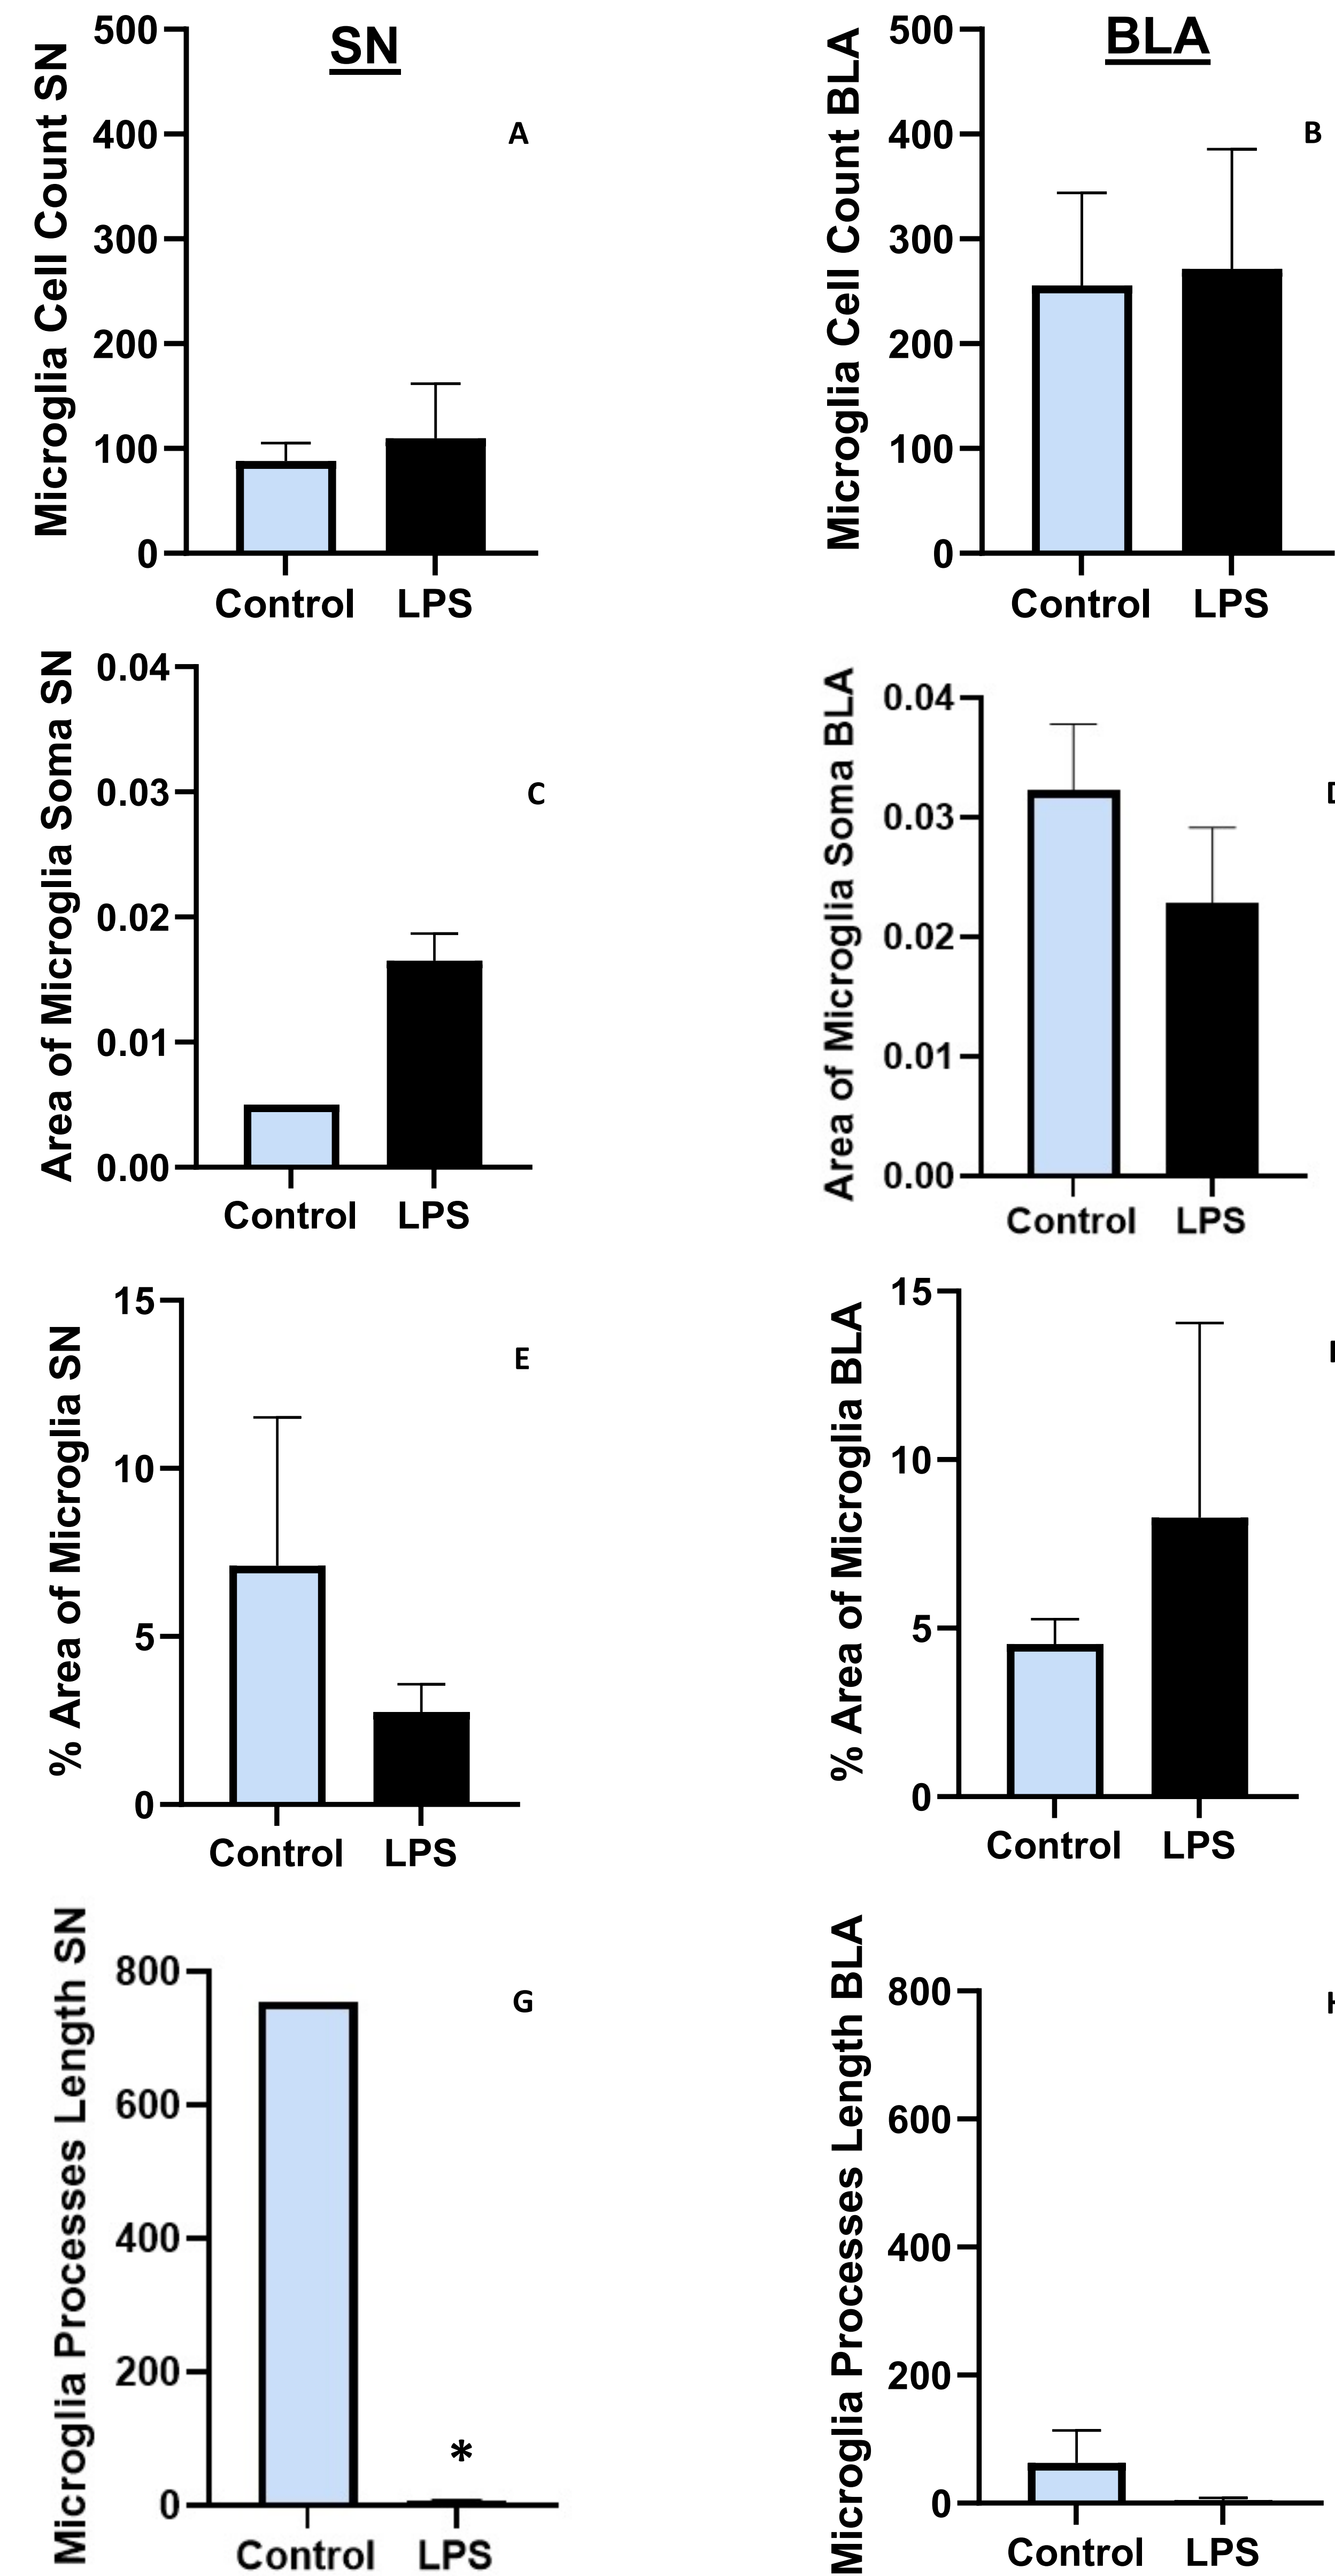 SN
Microglia Cell Count SN
500
400
300
200
100
0
A
Control LPS
BLA
Microglia Cell Count BLA
500
400
300
200
100
0
B
Control LPS
Area of Microglia Soma SN
0.04
0.03
0.02
0.01
0.00
C
Control LPS
Area of Microglia Soma BLA
0.04
0.03
0.02
0.01
0.00
Control LPS
% Area of Microglia SN
15
10
5
0
E
Control LPS
% Area of Microglia BLA
15
10
5
0
Control LPS
Microglia Processes Length SN
800
600
400
200
0
G
*
Control LPS
Microglia Processes Length BLA
800
600
400
200
0
Control LPS